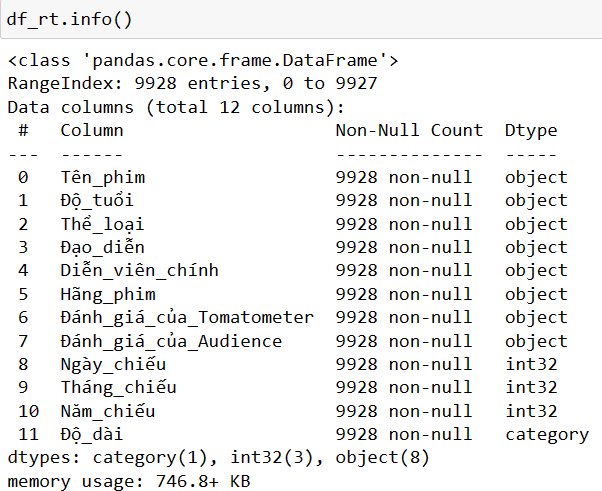 df_rt.info()
<class 'pandas.core.frame.DataFrame'>
RangeIndex: 9928 entries, 0 to 9927
Data columns (total 12 columns):
 #   Column                   Non-Null Count  Dtype
---  ------                   --------------  -----
 0   Tên_phim                 9928 non-null   object
 1   Độ_tuổi                  9928 non-null   object
 2   Thể_loại                 9928 non-null   object
 3   Đạo_diễn                 9928 non-null   object
 4   Diễn_viên_chính          9928 non-null   object
 5   Hãng_phim                9928 non-null   object
 6   Đánh_giá_của_Tomatometer 9928 non-null   object
 7   Đánh_giá_của_Audience    9928 non-null   object
 8   Ngày_chiếu               9928 non-null   int32
 9   Tháng_chiếu              9928 non-null   int32
 10  Năm_chiếu                9928 non-null   int32
 11  Độ_dài                   9928 non-null   category
dtypes: category(1), int32(3), object(8)
memory usage: 746.8+ KB